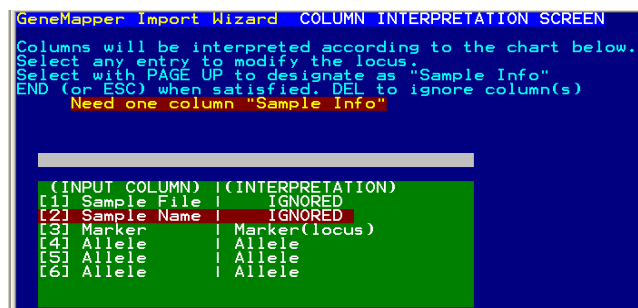 GeneMapper Import Wizard COLUMN INTERPRETATION SCREEN
Columns will be interpreted according to the chart below.
Select any entry to modify the locus.
Select with PAGE UP to designate as "Sample Info"
END (or ESC) when satisfied. DEL to ignore column(s)
Need one column "Sample Info"
(INPUT COLUMN) |(INTERPRETATION)
[1] Sample File | IGNORED
[2] Sample Name | IGNORED
[3] Marker | Marker(locus)
[4] Allele | Allele
[5] Allele | Allele
[6] Allele | Allele